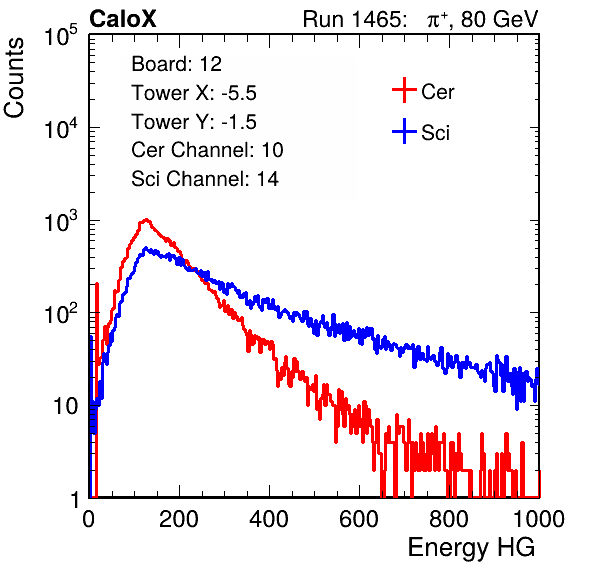 CaloX Run 1465: π⁺, 80 GeV
Counts
10⁵
10⁴
10³
10²
10
1
Board: 12
Tower X: -5.5
Tower Y: -1.5
Cer Channel: 10
Sci Channel: 14
Cer
Sci
0 200 400 600 800 1000
Energy HG